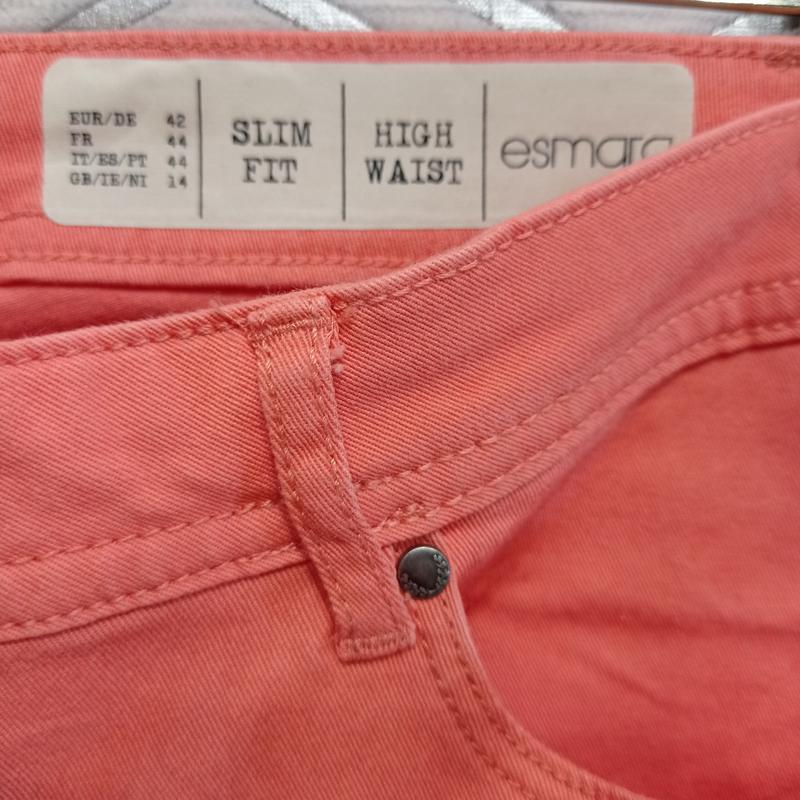 EUR/DE 42
FR 44
IT/ES/PT 44
GB/IE/NI 14
SLIM
FIT
HIGH
WAIST
esmara